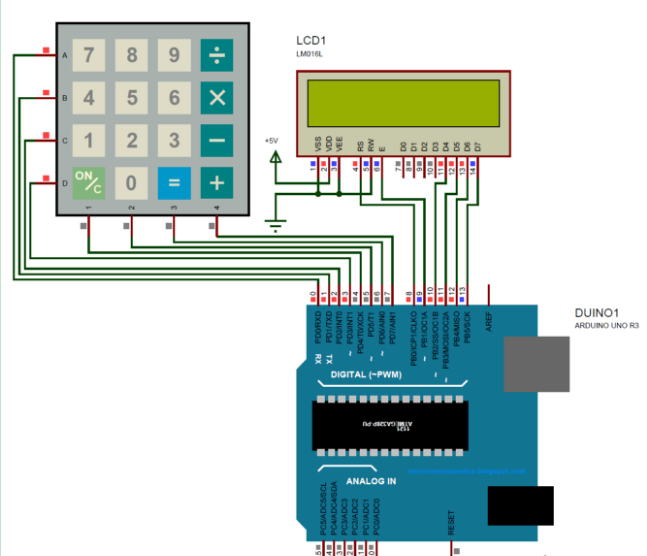 LCD1
LM016L
A 7 8 9 ÷
B 4 5 6 ×
C 1 2 3 −
D ON/C 0 = +
1 2 3 4
+5V
VSS VDD VEE RS RW E D0 D1 D2 D3 D4 D5 D6 D7
1 2 3 4 5 6 7 8 9 10 11 12 13 14
0 1 2 3 4 5 6 7 8 9 10 11 12 13
PD0/RXD PD1/TXD PD2/INT0 PD3/INT1 PD4/T0/XCK PD5/T1 PD6/AIN0 PD7/AIN1 PB0/ICP1/CLKO PB1/OC1A PB2/SS/OC1B PB3/MOSI/OC2A PB4/MISO PB5/SCK AREF
RX TX ~ ~ ~ ~ ~ ~
DIGITAL (~PWM)
DUINO1
ARDUINO UNO R3
1121
ATMEGA328P-PU
ANALOG IN
PC5/ADC5/SCL PC4/ADC4/SDA PC3/ADC3 PC2/ADC2 PC1/ADC1 PC0/ADC0 RESET